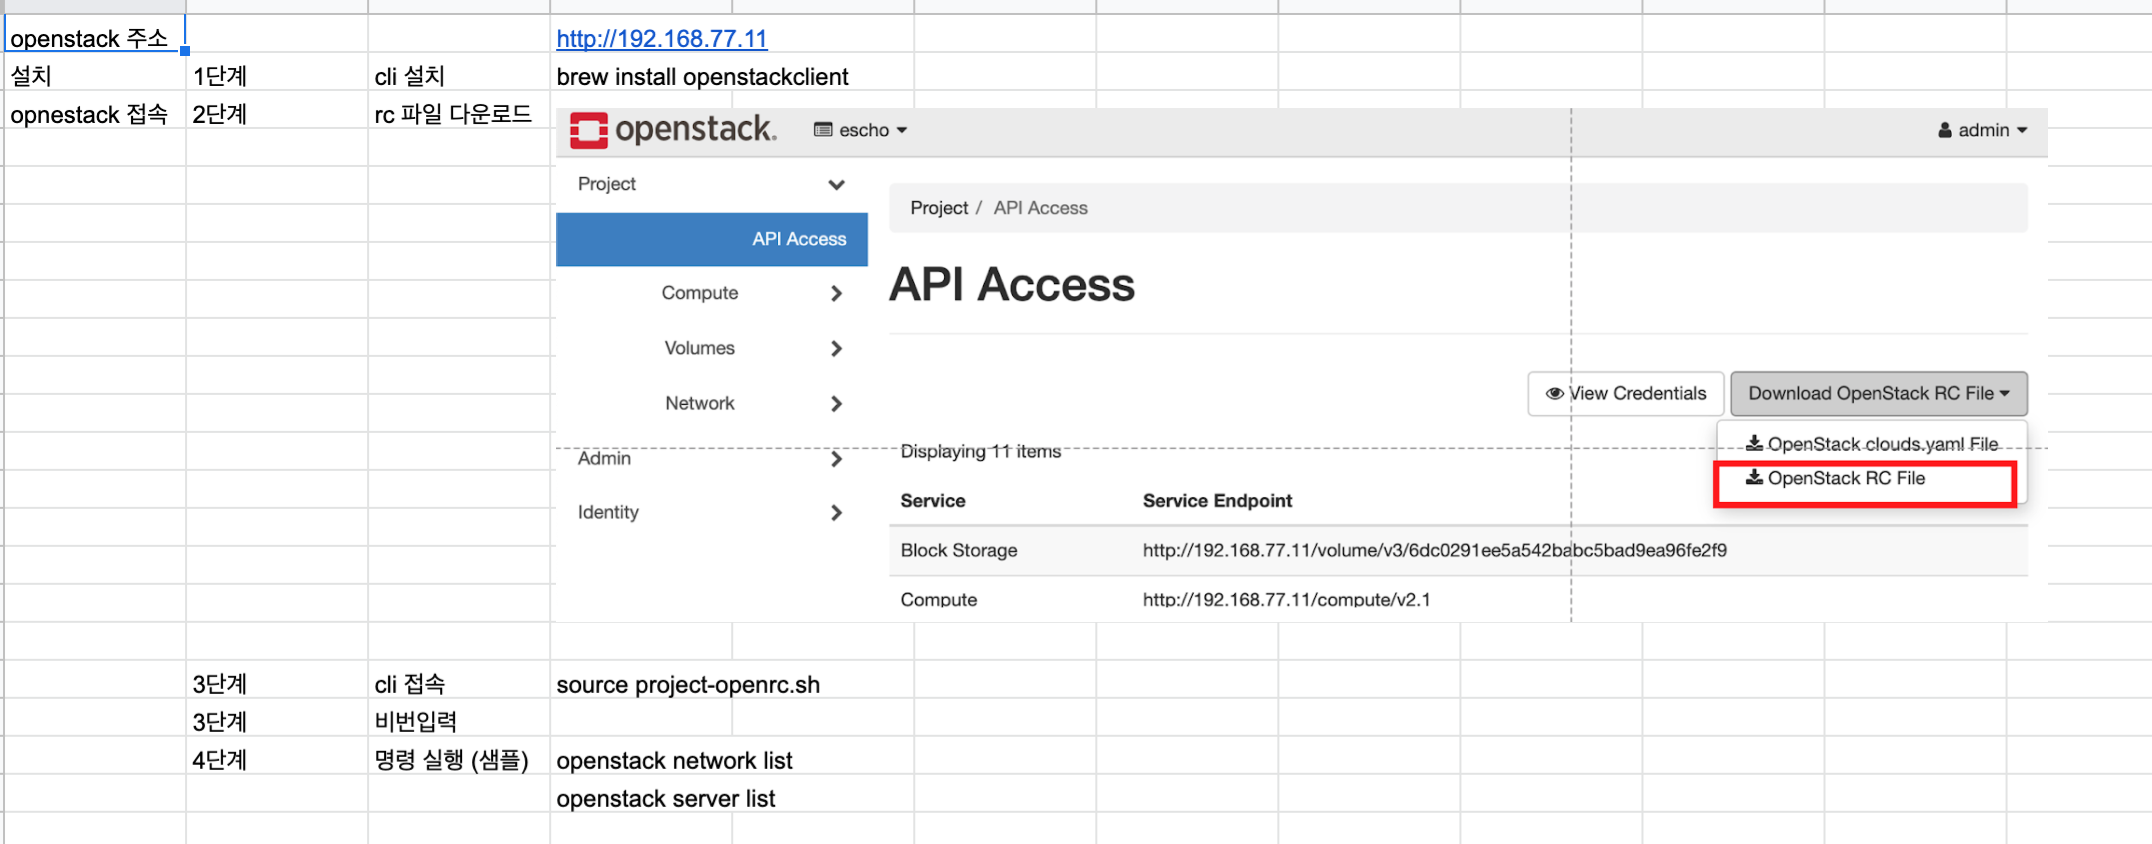 openstack 주소 http://192.168.77.11
설치 1단계 cli 설치 brew install openstackclient
opnestack 접속 2단계 rc 파일 다운로드
openstack. escho admin
Project
Project / API Access
API Access
API Access
Compute
Volumes
Network
View Credentials Download OpenStack RC File
OpenStack clouds.yaml File
OpenStack RC File
Admin
Identity
Displaying 11 items
Service Service Endpoint
Block Storage http://192.168.77.11/volume/v3/6dc0291ee5a542babc5bad9ea96fe2f9
Compute http://192.168.77.11/compute/v2.1
3단계 cli 접속 source project-openrc.sh
3단계 비번입력
4단계 명령 실행 (샘플) openstack network list
openstack server list